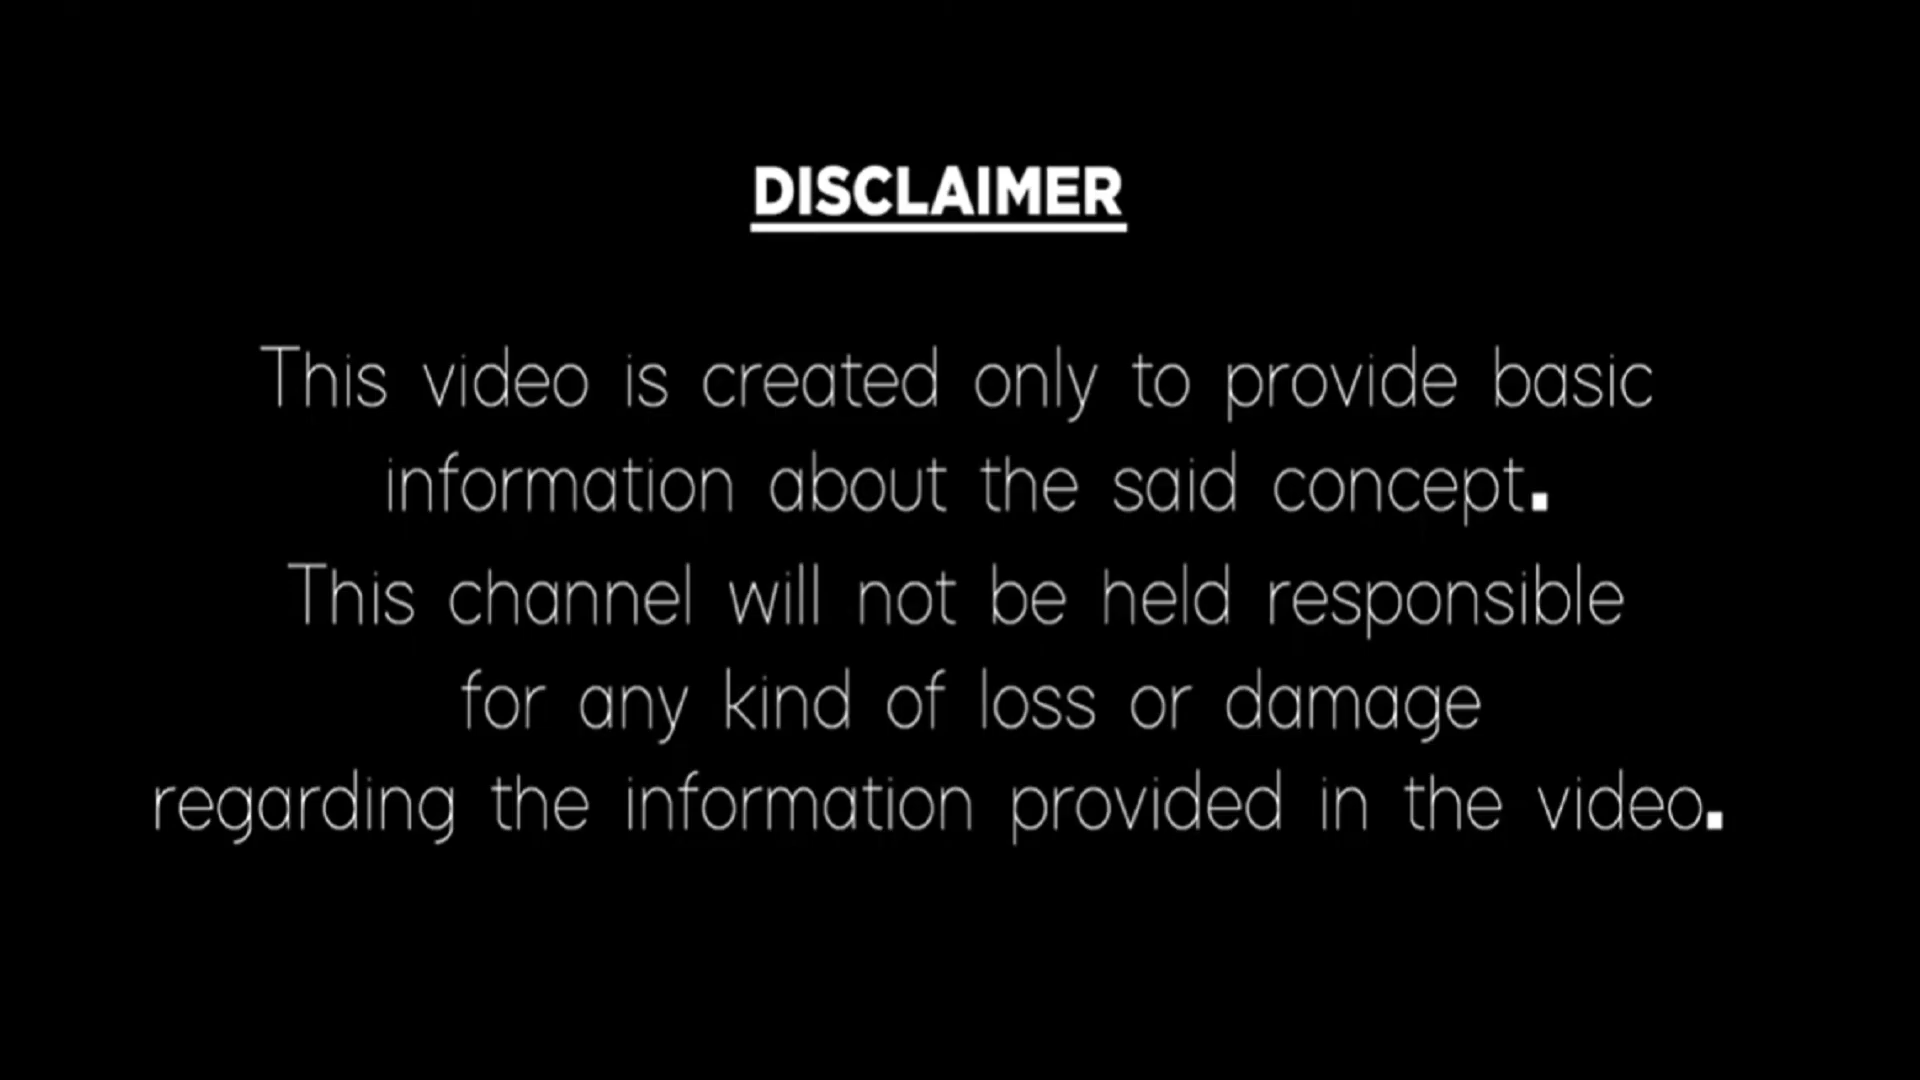 DISCLAIMER
This video is created only to provide basic
information about the said concept.
This channel will not be held responsible
for any kind of loss or damage
regarding the information provided in the video.